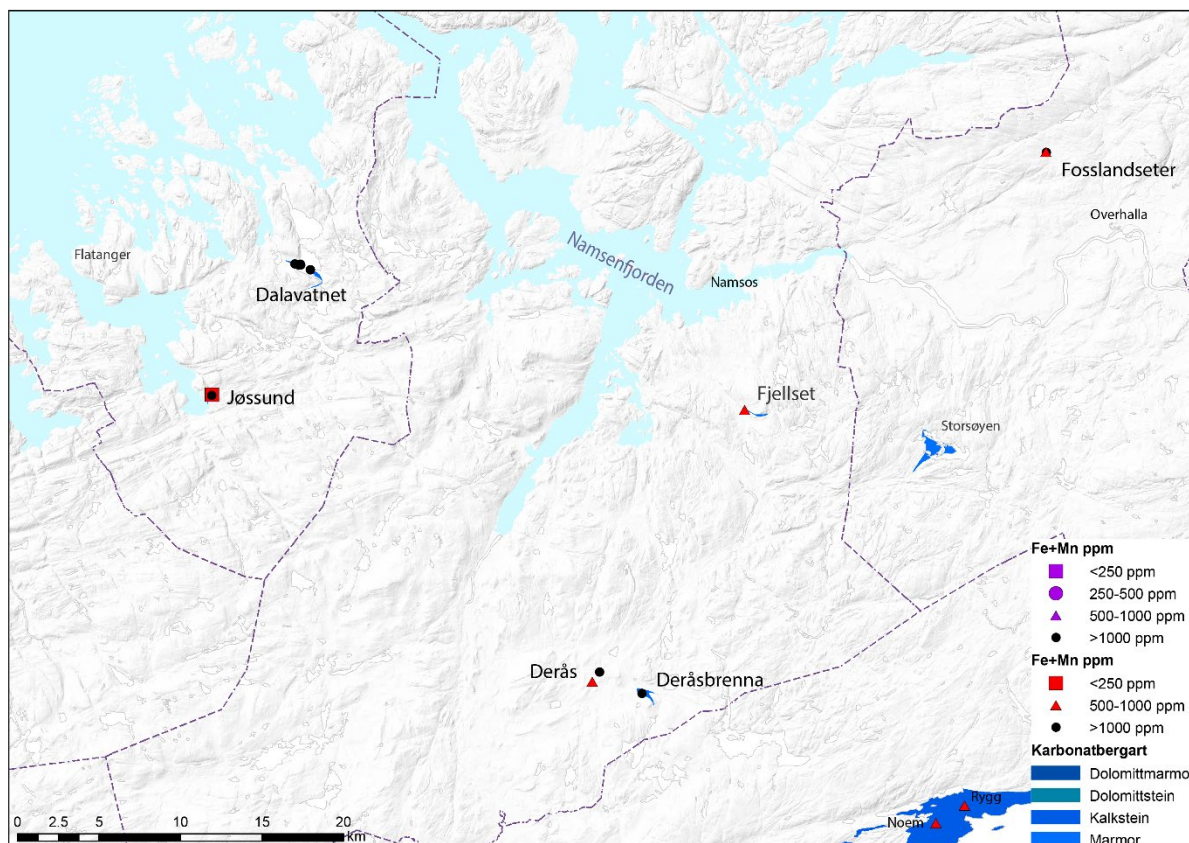 Fosslandseter
Overhalla
Flatanger
Namsenfjorden
Namsos
Dalavatnet
Jøssund
Fjellset
Storsøyen
Derås
Deråsbrenna
Rygg
Noem
Fe+Mn ppm
<250 ppm
250-500 ppm
500-1000 ppm
>1000 ppm
Fe+Mn ppm
<250 ppm
500-1000 ppm
>1000 ppm
Karbonatbergart
Dolomittmarmo
Dolomittstein
Kalkstein
Marmor
0 2.5 5 10 15 20
km